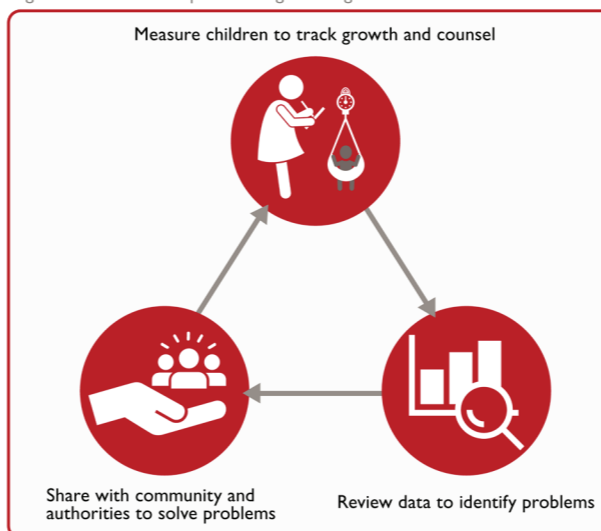 Measure children to track growth and counsel
Share with community and
authorities to solve problems
Review data to identify problems